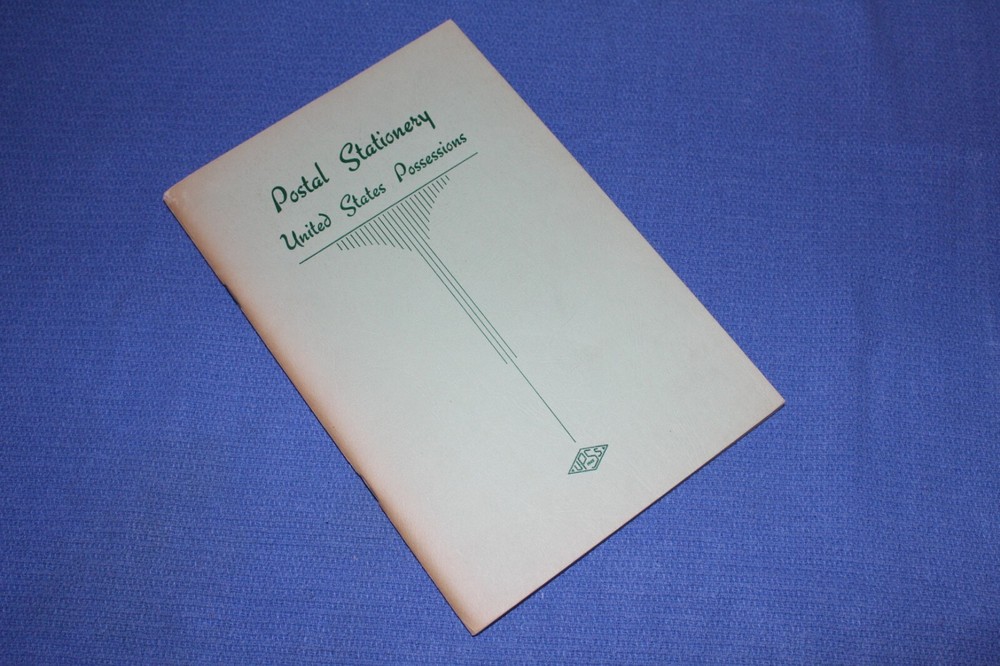 Postal Stationery
United States Possessions
UPSS